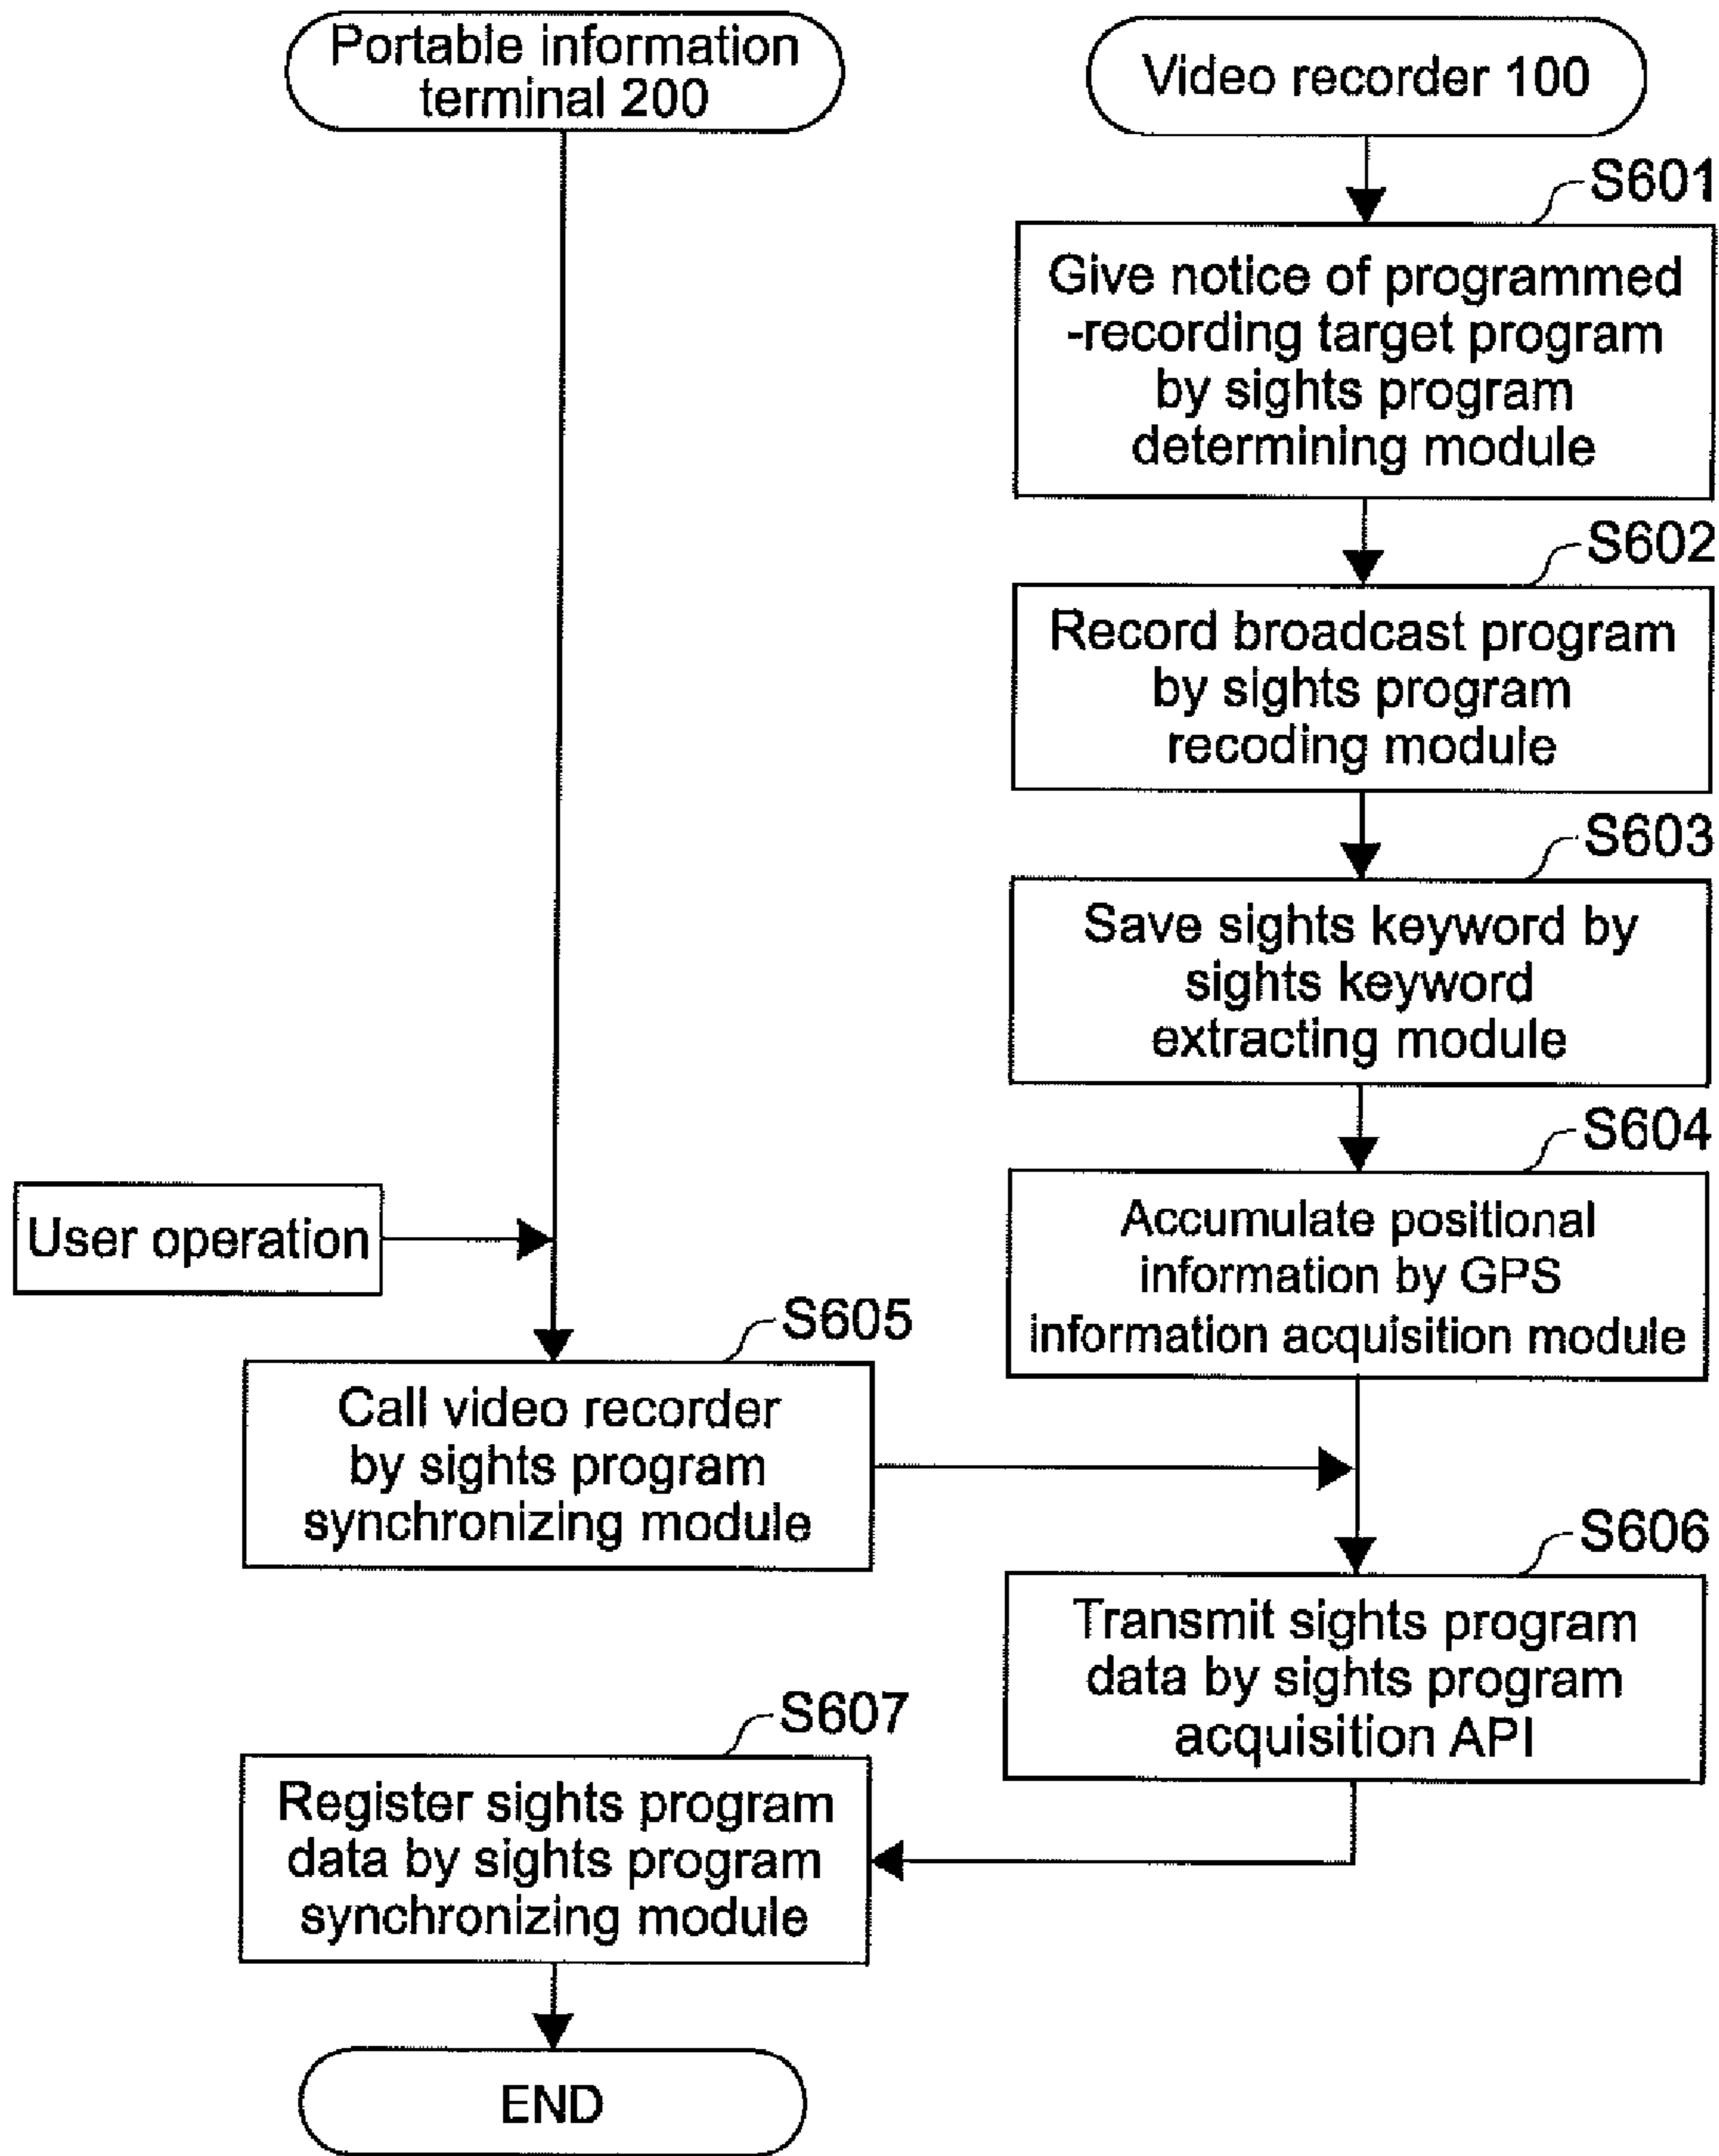 Portable information
terminal 200
Video recorder 100
S601
Give notice of programmed
-recording target program
by sights program
determining module
S602
Record broadcast program
by sights program
recoding module
S603
Save sights keyword by
sights keyword
extracting module
S604
Accumulate positional
information by GPS
information acquisition module
User operation
S605
Call video recorder
by sights program
synchronizing module
S606
Transmit sights program
data by sights program
acquisition API
S607
Register sights program
data by sights program
synchronizing module
END